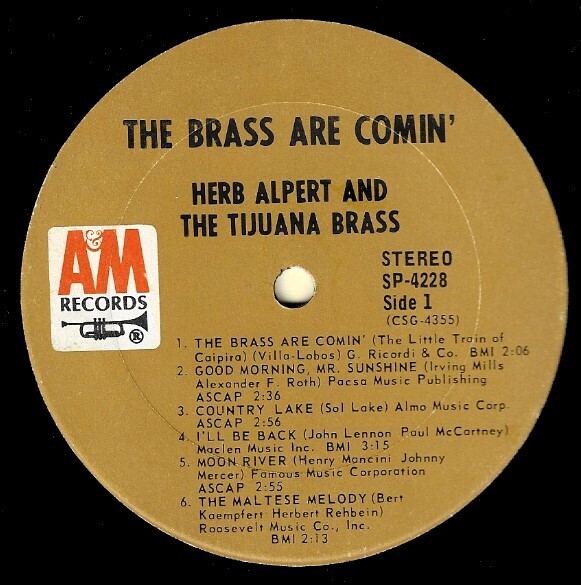 THE BRASS ARE COMIN'
HERB ALPERT AND
THE TIJUANA BRASS
A&M
RECORDS
®
STEREO
SP-4228
Side 1
(CSG-4355)
1. THE BRASS ARE COMIN' (The Little Train of
Caipira) (Villa-Lobos) G. Ricordi & Co. BMI 2:06
2. GOOD MORNING, MR. SUNSHINE (Irving Mills
Alexander F. Roth) Pacsa Music Publishing
ASCAP 2:36
3. COUNTRY LAKE (Sol Lake) Almo Music Corp.
ASCAP 2:56
4. I'LL BE BACK (John Lennon Paul McCartney)
Maclen Music Inc. BMI 3:15
5. MOON RIVER (Henry Mancini Johnny
Mercer) Famous Music Corporation
ASCAP 2:55
6. THE MALTESE MELODY (Bert
Kaempfert Herbert Rehbein)
Roosevelt Music Co., Inc.
BMI 2:13